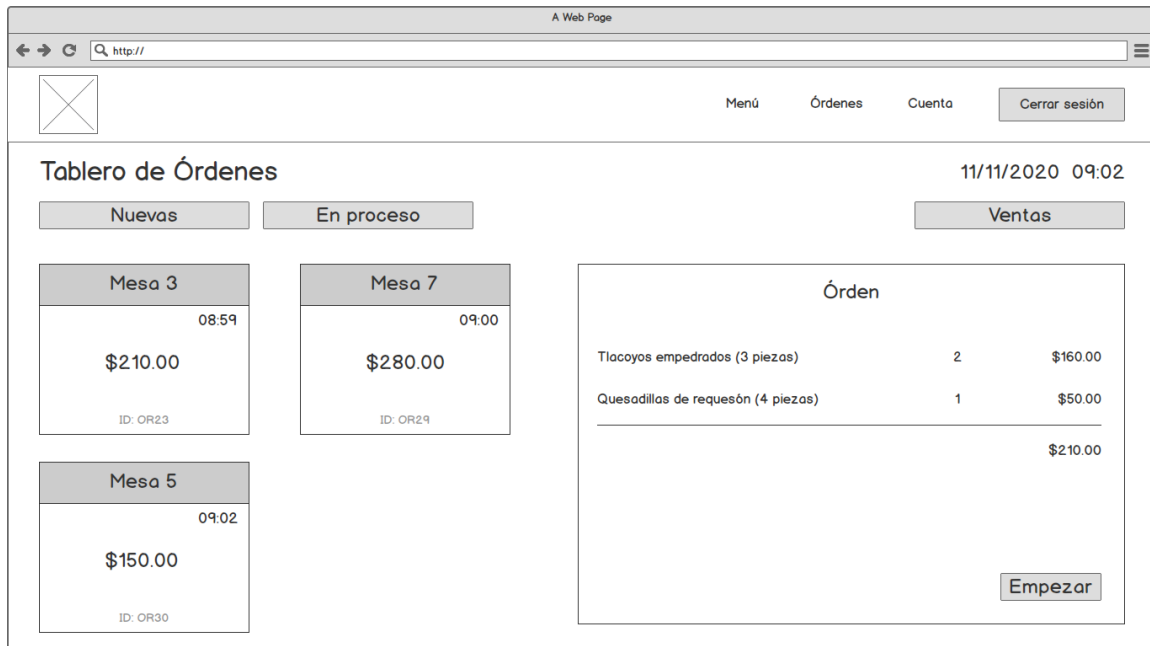 A Web Page
http://
Menú Órdenes Cuenta Cerrar sesión
Tablero de Órdenes 11/11/2020 09:02
Nuevas En proceso Ventas
Mesa 3
08:59
$210.00
ID: OR23
Mesa 7
09:00
$280.00
ID: OR29
Mesa 5
09:02
$150.00
ID: OR30
Órden
Tlacoyos empedrados (3 piezas) 2 $160.00
Quesadillas de requesón (4 piezas) 1 $50.00
$210.00
Empezar